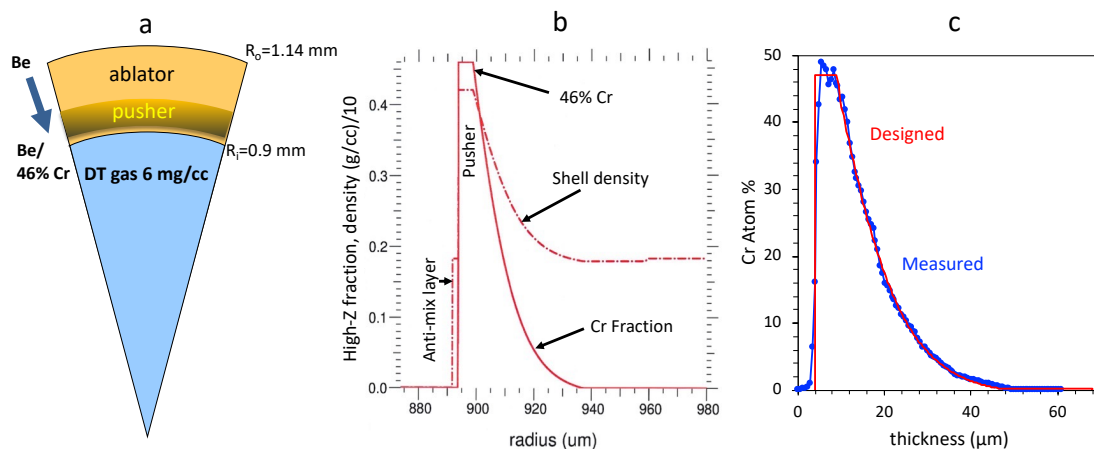 a
R₀=1.14 mm
Be
ablator
pusher
Be/
46% Cr
Rᵢ=0.9 mm
DT gas 6 mg/cc
b
High-Z fraction, density (g/cc)/10
0.4
0.3
0.2
0.1
0.0
46% Cr
Pusher
Shell density
Anti-mix layer
Cr Fraction
880
900
920
940
960
980
radius (um)
c
Cr Atom %
50
40
30
20
10
0
Designed
Measured
0
20
40
60
thickness (μm)